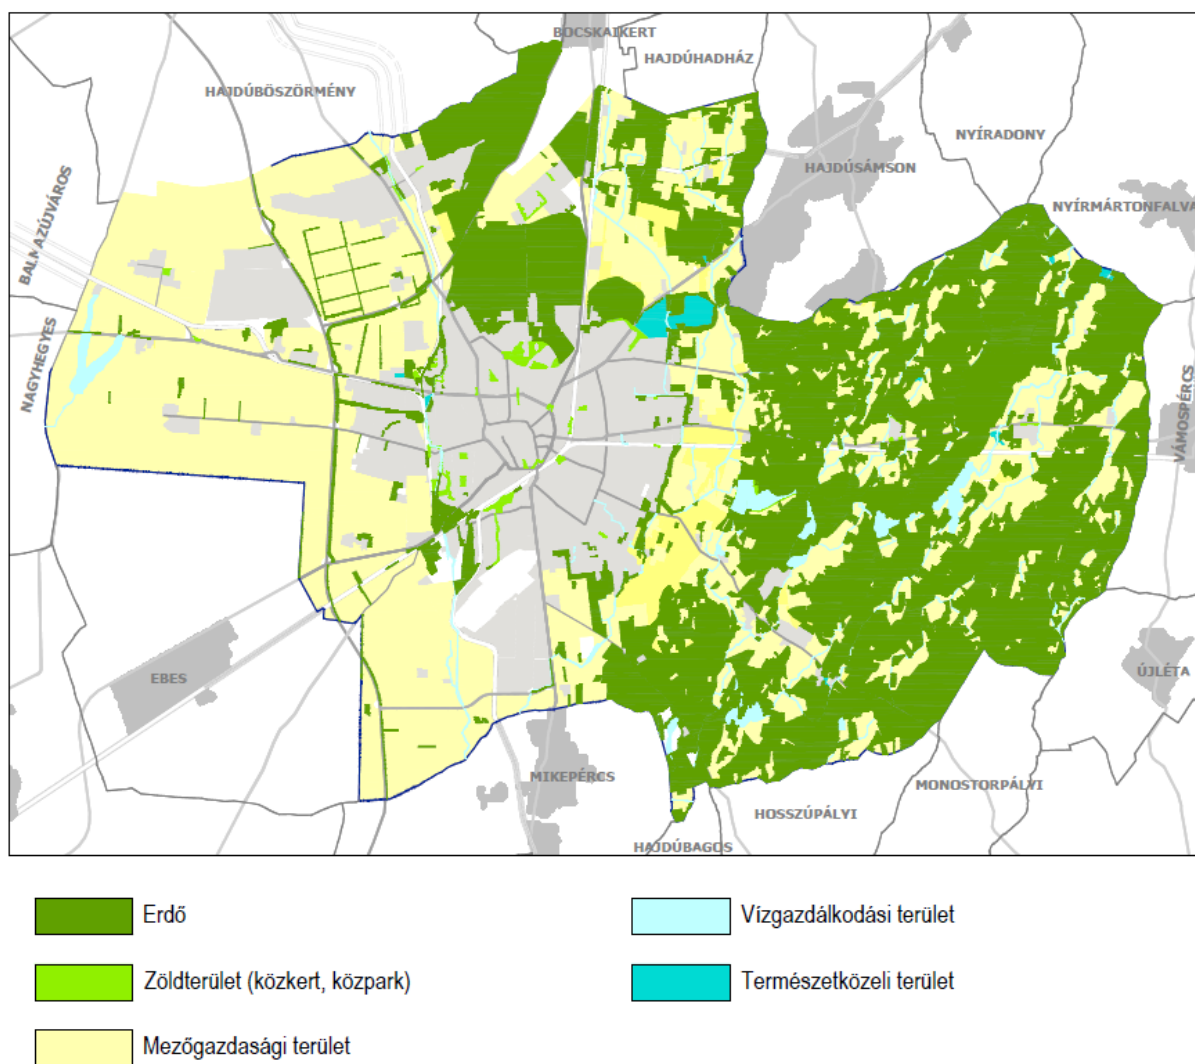 BOCSKAIKERT
HAJDÚHADHÁZ
HAJDÚBÖSZÖRMÉNY
NYÍRADONY
HAJDÚSÁMSON
NYÍRMÁRTONFALVA
BALMAZÚJVÁROS
NAGYHEGYES
VÁMOSPÉRCS
EBES
ÚJLÉTA
MIKEPÉRCS
MONOSTORPÁLYI
HOSSZÚPÁLYI
HAJDÚBAGOS
Erdő
Vízgazdálkodási terület
Zöldterület (közkert, közpark)
Természetközeli terület
Mezőgazdasági terület